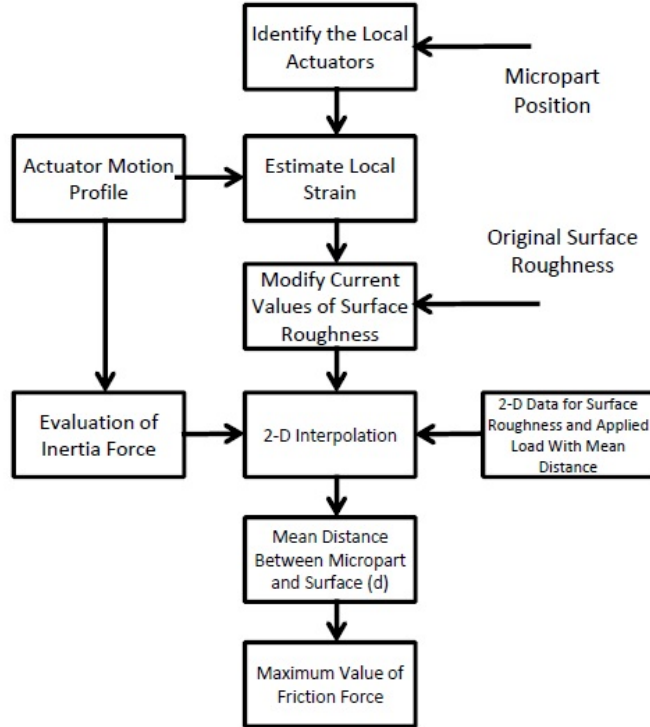 Identify the Local
Actuators
Micropart
Position
Actuator Motion
Profile
Estimate Local
Strain
Original Surface
Roughness
Modify Current
Values of Surface
Roughness
Evaluation of
Inertia Force
2-D Interpolation
2-D Data for Surface
Roughness and Applied
Load With Mean
Distance
Mean Distance
Between Micropart
and Surface (d)
Maximum Value of
Friction Force